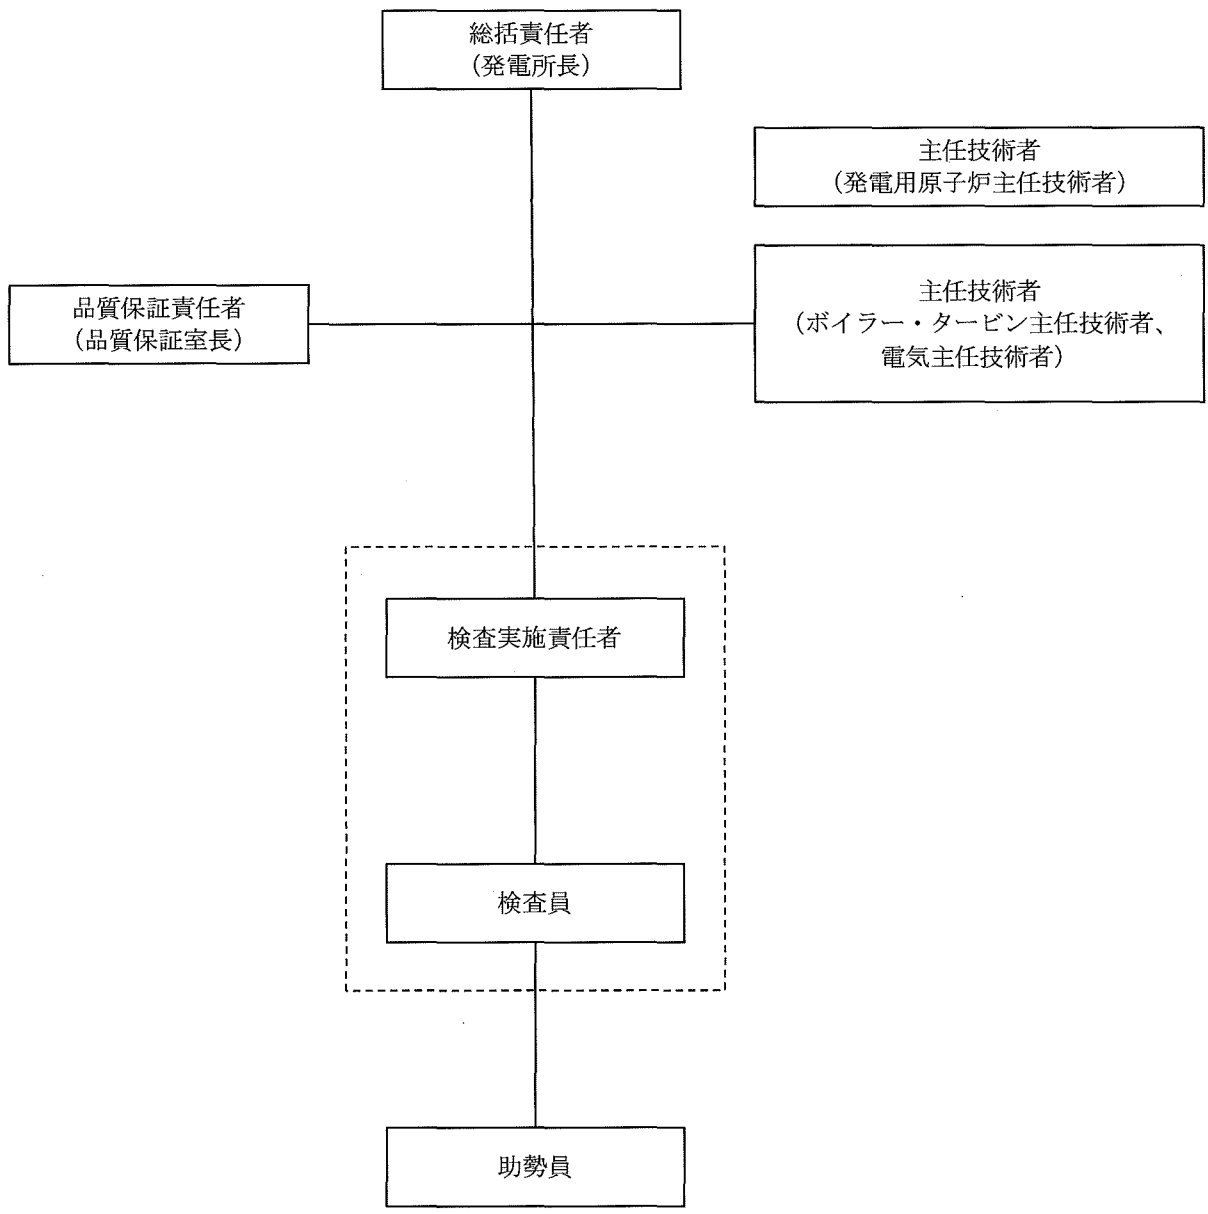 総括責任者
(発電所長)
主任技術者
(発電用原子炉主任技術者)
品質保証責任者
(品質保証室長)
主任技術者
(ボイラー・タービン主任技術者、
電気主任技術者)
検査実施責任者
検査員
助勢員